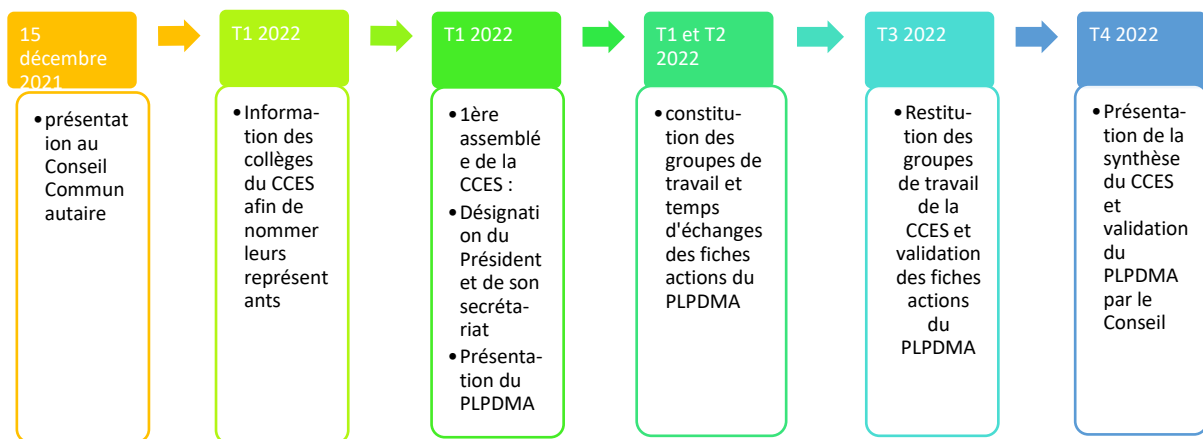 15
décembre
2021
• présentat
ion au
Conseil
Commun
autaire
T1 2022
• Informa-
tion des
collèges
du CCES
afin de
nommer
leurs
représent
ants
T1 2022
• 1ère
assemblé
e de la
CCES :
• Désignati
on du
Président
et de son
secréta-
riat
• Présenta-
tion du
PLPDMA
T1 et T2
2022
• constitu-
tion des
groupes de
travail et
temps
d'échanges
des fiches
actions du
PLPDMA
T3 2022
• Restitu-
tion des
groupes
de travail
de la
CCES et
validation
des fiches
actions
du
PLPDMA
T4 2022
• Présenta-
tion de la
synthèse
du CCES
et
validation
du
PLPDMA
par le
Conseil